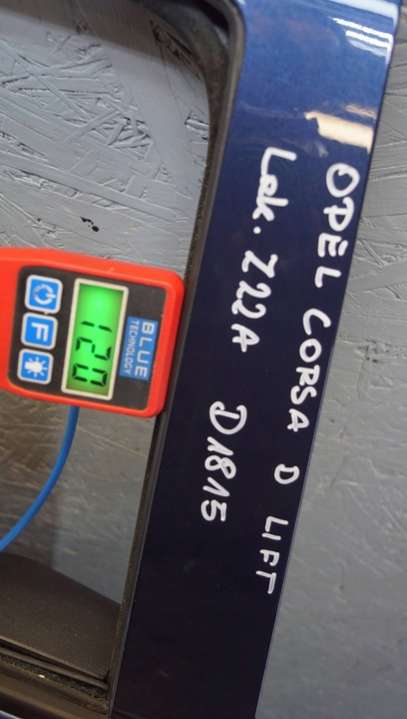 OPEL CORSA D LIFT
Lak. Z22A D1815
BLUE
TECHNOLOGY
120
F